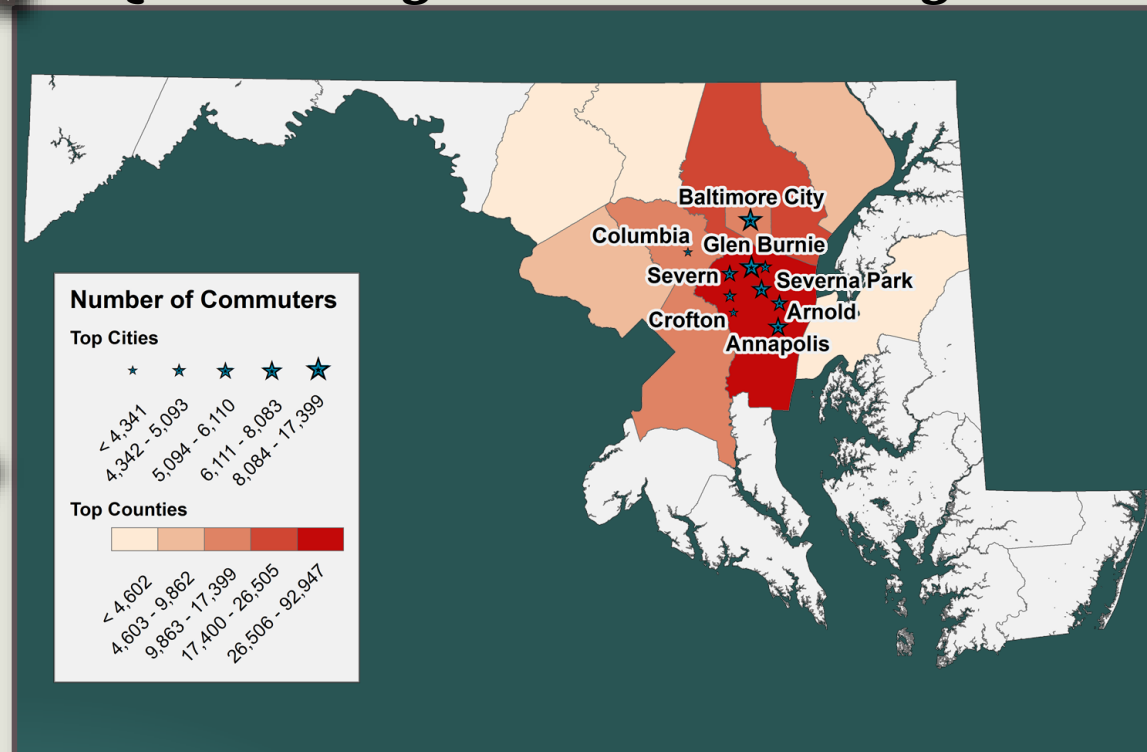 Number of Commuters
Top Cities
< 4,341
4,342 - 5,093
5,094 - 6,110
6,111 - 8,083
8,084 - 17,399
Top Counties
< 4,602
4,603 - 9,862
9,863 - 17,399
17,400 - 26,505
26,506 - 92,947
Baltimore City
Columbia
Glen Burnie
Severn
Severna Park
Arnold
Crofton
Annapolis